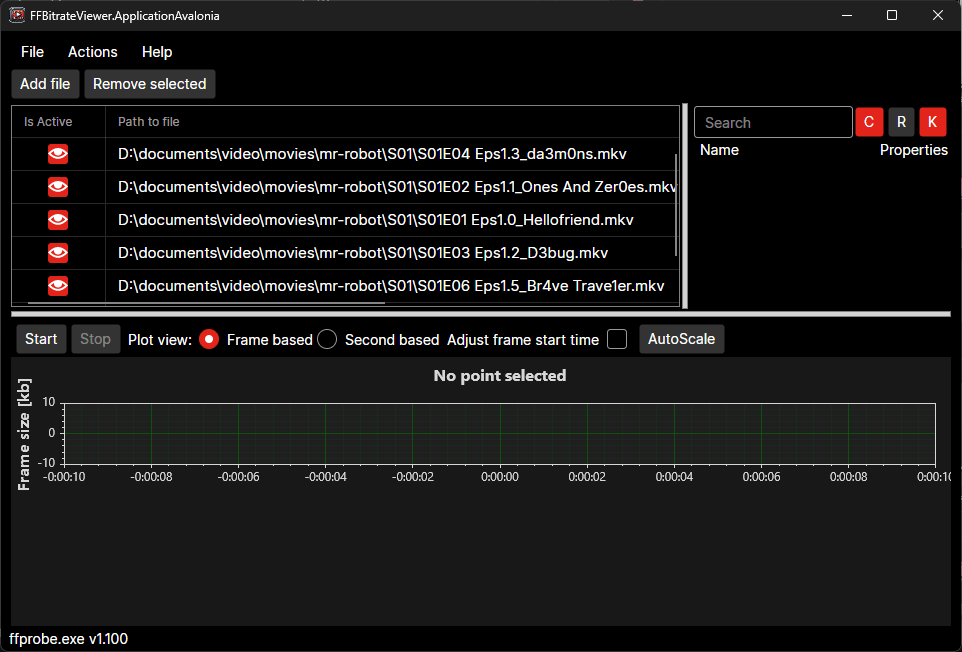 FFBitrateViewer.ApplicationAvalonia
File Actions Help
Add file Remove selected
Is Active Path to file
D:\documents\video\movies\mr-robot\S01\S01E04 Eps1.3_da3m0ns.mkv
D:\documents\video\movies\mr-robot\S01\S01E02 Eps1.1_Ones And Zer0es.mkv
D:\documents\video\movies\mr-robot\S01\S01E01 Eps1.0_Hellofriend.mkv
D:\documents\video\movies\mr-robot\S01\S01E03 Eps1.2_D3bug.mkv
D:\documents\video\movies\mr-robot\S01\S01E06 Eps1.5_Br4ve Trave1er.mkv
Search C R K
Name Properties
Start Stop Plot view: Frame based Second based Adjust frame start time AutoScale
No point selected
Frame size [kb]
10
0
-10
-0:00:10 -0:00:08 -0:00:06 -0:00:04 -0:00:02 0:00:00 0:00:02 0:00:04 0:00:06 0:00:08 0:00:10
ffprobe.exe v1.100